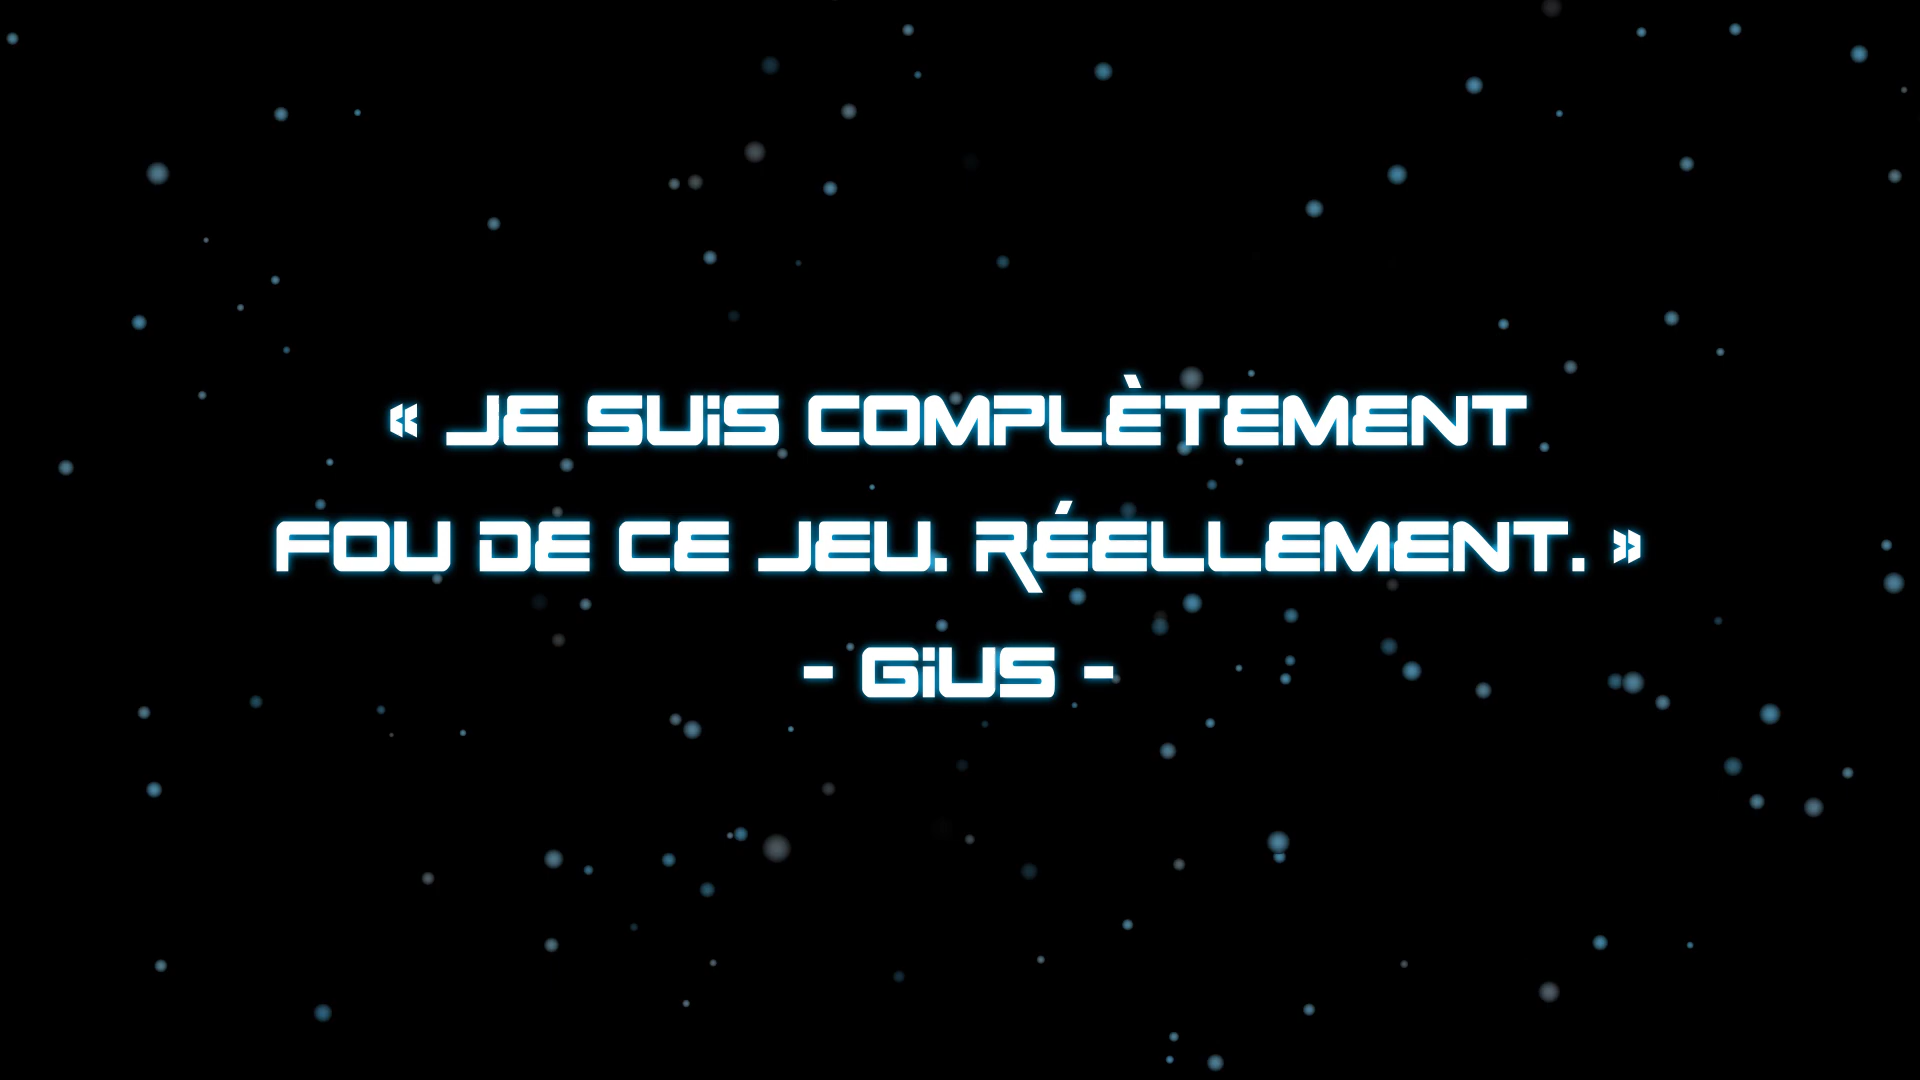 « JE SUiS COMPLÈTEMENT
FOU DE CE JEU. RÉELLEMENT. »
- GiUS -